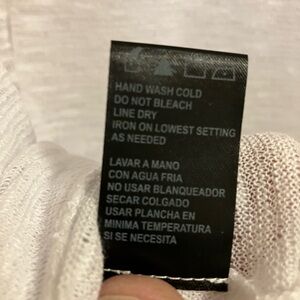 HAND WASH COLD
DO NOT BLEACH
LINE DRY
IRON ON LOWEST SETTING
AS NEEDED
LAVAR A MANO
CON AGUA FRIA
NO USAR BLANQUEADOR
SECAR COLGADO
USAR PLANCHA EN
MINIMA TEMPERATURA
SI SE NECESITA